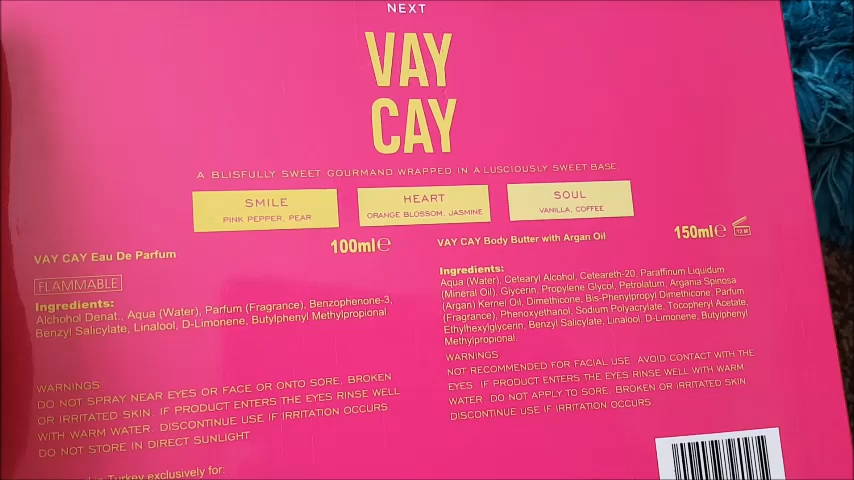 NEXT
VAY
CAY
A BLISFULLY SWEET GOURMAND WRAPPED IN A LUSCIOUSLY SWEET BASE.
SMILE
PINK PEPPER, PEAR
HEART
ORANGE BLOSSOM, JASMINE
SOUL
VANILLA, COFFEE
VAY CAY Eau De Parfum
100ml℮
FLAMMABLE
Ingredients:
Alchohol Denat., Aqua (Water), Parfum (Fragrance), Benzophenone-3,
Benzyl Salicylate, Linalool, D-Limonene, Butylphenyl Methylpropional.
WARNINGS
DO NOT SPRAY NEAR EYES OR FACE OR ONTO SORE, BROKEN
OR IRRITATED SKIN. IF PRODUCT ENTERS THE EYES RINSE WELL
WITH WARM WATER. DISCONTINUE USE IF IRRITATION OCCURS.
DO NOT STORE IN DIRECT SUNLIGHT
in Turkey exclusively for:
VAY CAY Body Butter with Argan Oil
150ml℮
12 M
Ingredients:
Aqua (Water), Cetearyl Alcohol, Ceteareth-20, Paraffinum Liquidum
(Mineral Oil), Glycerin, Propylene Glycol, Petrolatum, Argania Spinosa
(Argan) Kernel Oil, Dimethicone, Bis-Phenylpropyl Dimethicone, Parfum
(Fragrance), Phenoxyethanol, Sodium Polyacrylate, Tocopheryl Acetate,
Ethylhexylglycerin, Benzyl Salicylate, Linalool, D-Limonene, Butylphenyl
Methylpropional.
WARNINGS
NOT RECOMMENDED FOR FACIAL USE. AVOID CONTACT WITH THE
EYES. IF PRODUCT ENTERS THE EYES RINSE WELL WITH WARM
WATER. DO NOT APPLY TO SORE, BROKEN OR IRRITATED SKIN.
DISCONTINUE USE IF IRRITATION OCCURS.